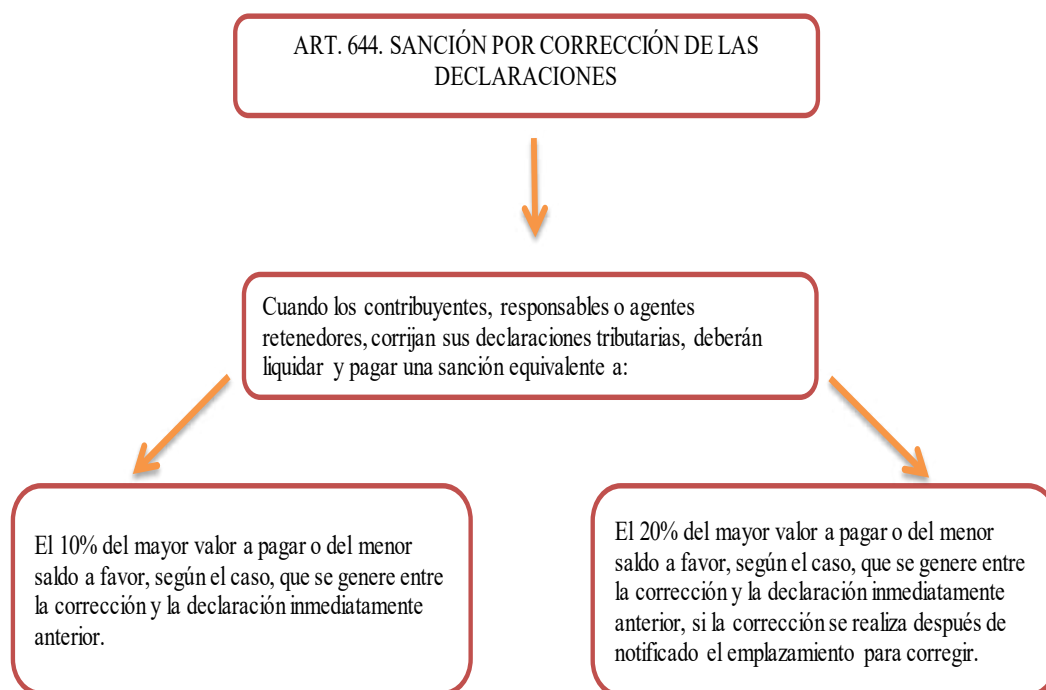 ART. 644. SANCIÓN POR CORRECCIÓN DE LAS
DECLARACIONES
Cuando los contribuyentes, responsables o agentes
retenedores, corrijan sus declaraciones tributarias, deberán
liquidar y pagar una sanción equivalente a:
El 10% del mayor valor a pagar o del menor
saldo a favor, según el caso, que se genere entre
la corrección y la declaración inmediatamente
anterior.
El 20% del mayor valor a pagar o del menor
saldo a favor, según el caso, que se genere entre
la corrección y la declaración inmediatamente
anterior, si la corrección se realiza después de
notificado el emplazamiento para corregir.